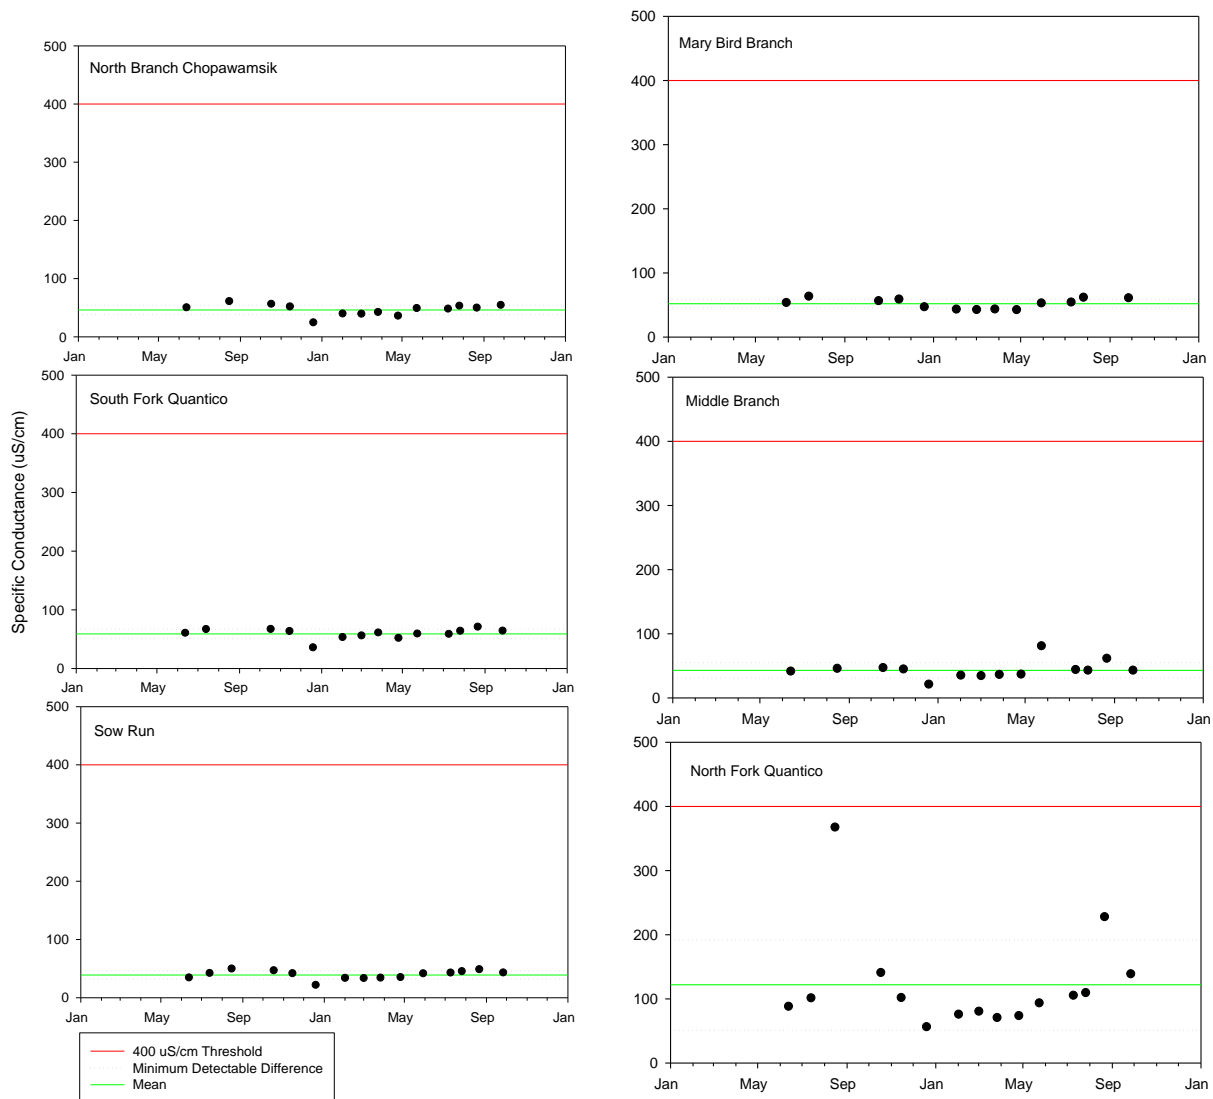 Specific Conductance (uS/cm)
500
400
300
200
100
0
North Branch Chopawamsik
Jan May Sep Jan May Sep Jan
500
400
300
200
100
0
South Fork Quantico
Jan May Sep Jan May Sep Jan
500
400
300
200
100
0
Sow Run
Jan May Sep Jan May Sep Jan
400 uS/cm Threshold
Minimum Detectable Difference
Mean
500
400
300
200
100
0
Mary Bird Branch
Jan May Sep Jan May Sep Jan
500
400
300
200
100
0
Middle Branch
Jan May Sep Jan May Sep Jan
500
400
300
200
100
0
North Fork Quantico
Jan May Sep Jan May Sep Jan